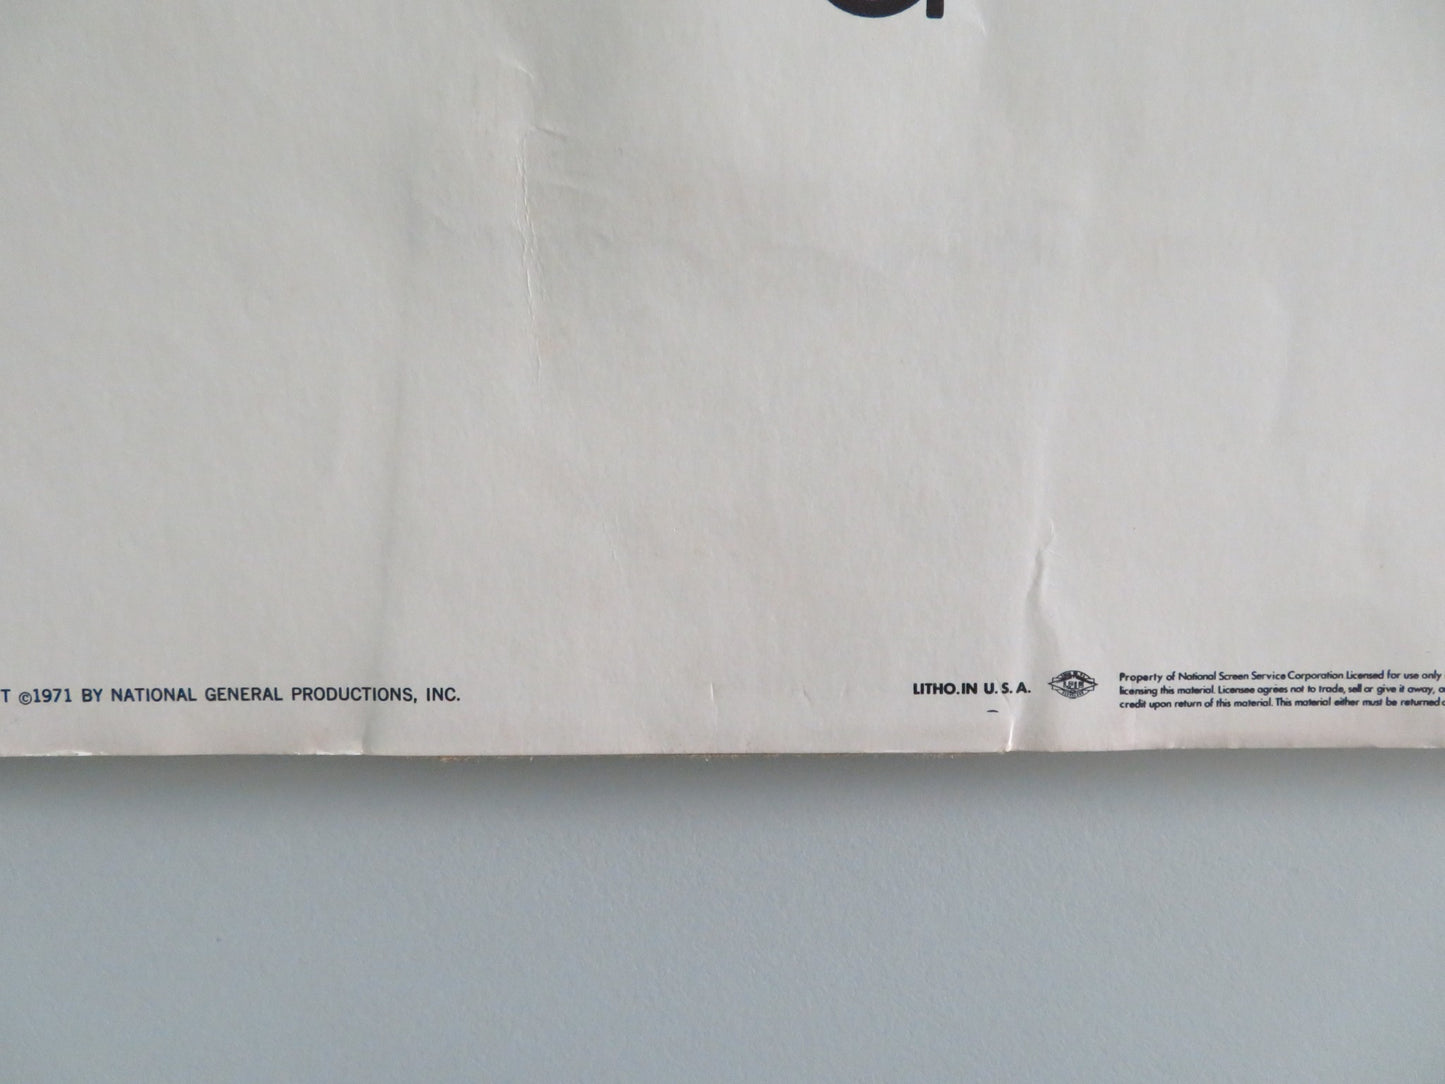 T ©1971 BY NATIONAL GENERAL PRODUCTIONS, INC.
LITHO. IN U. S. A.
Property of National Screen Service Corporation Licensed for use only
licensing this material. Licensee agrees not to trade, sell or give it away,
credit upon return of this material. This material either must be returned